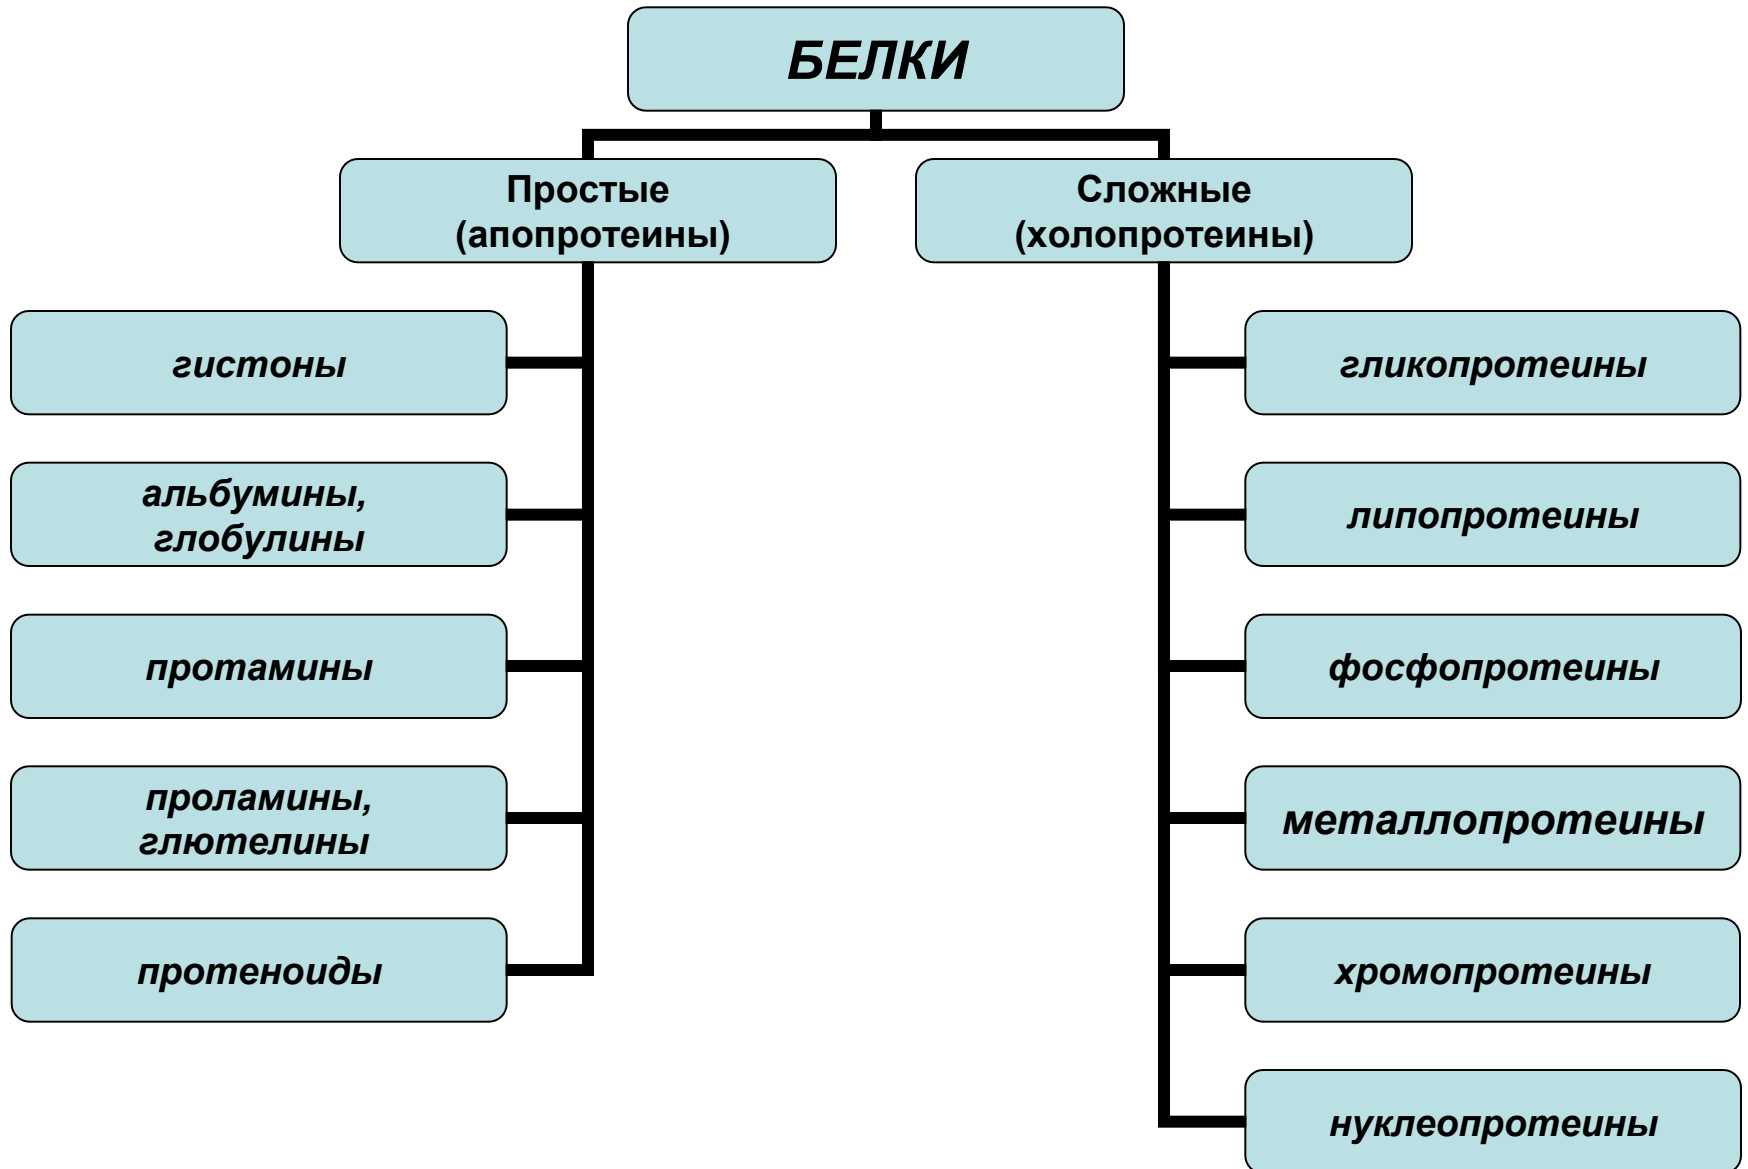 БЕЛКИ
Простые
(апопротеины)
Сложные
(холопротеины)
гистоны
альбумины,
глобулины
протамины
проламины,
глютелины
протеноиды
гликопротеины
липопротеины
фосфопротеины
металлопротеины
хромопротеины
нуклеопротеины